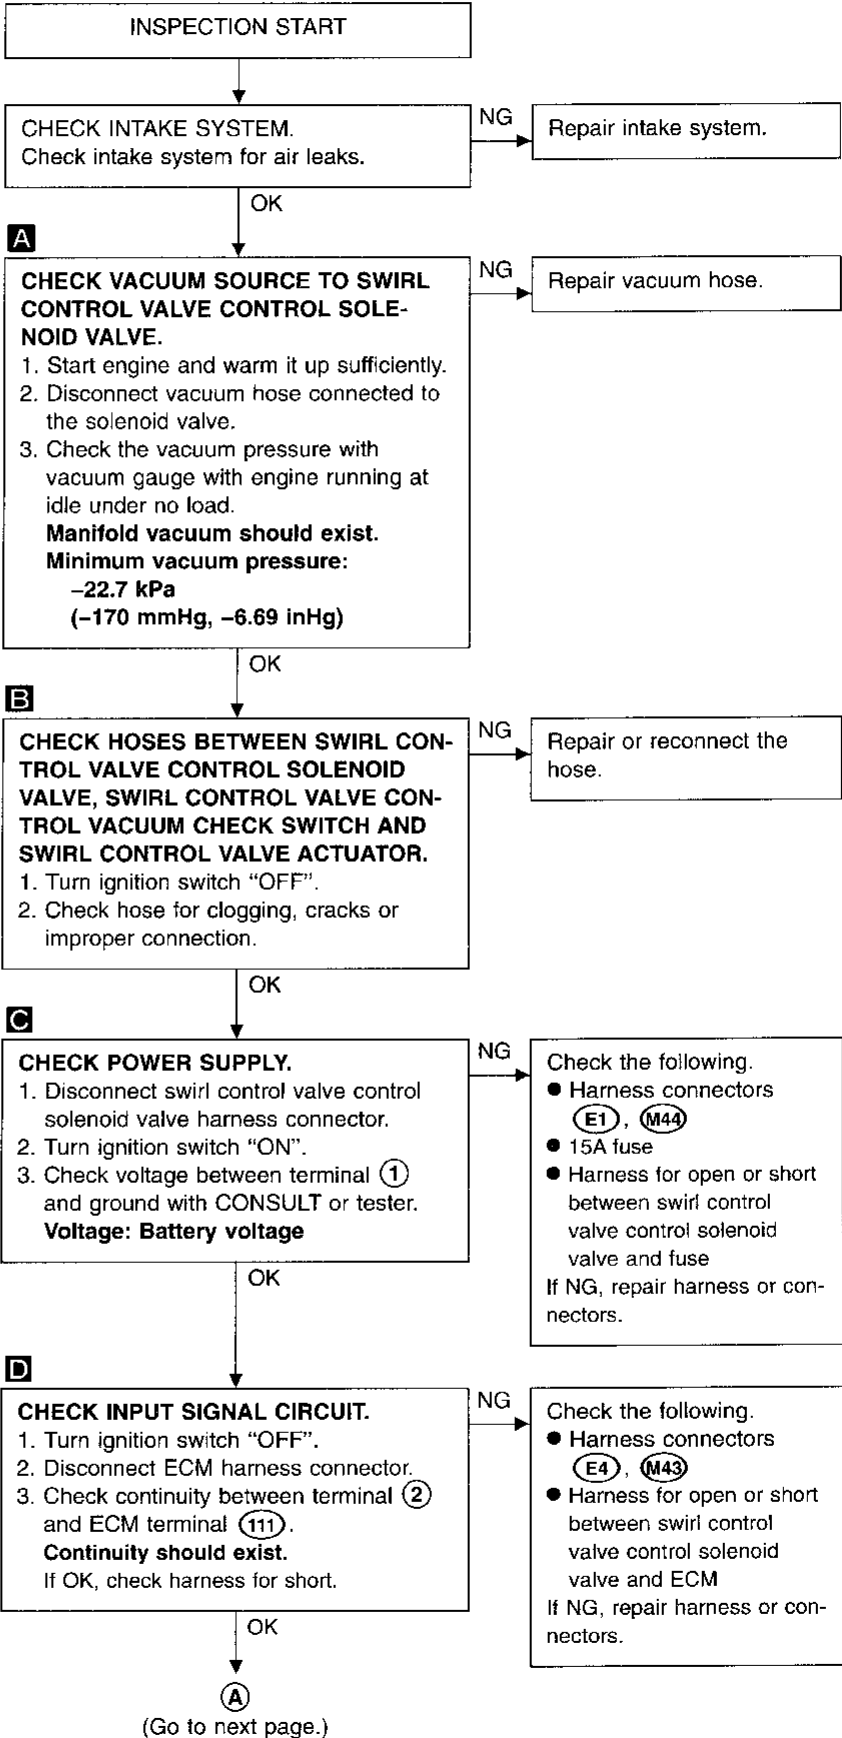 INSPECTION START
CHECK INTAKE SYSTEM.
Check intake system for air leaks.
NG
Repair intake system.
OK
A
CHECK VACUUM SOURCE TO SWIRL
CONTROL VALVE CONTROL SOLE-
NOID VALVE.
1. Start engine and warm it up sufficiently.
2. Disconnect vacuum hose connected to
the solenoid valve.
3. Check the vacuum pressure with
vacuum gauge with engine running at
idle under no load.
Manifold vacuum should exist.
Minimum vacuum pressure:
–22.7 kPa
(–170 mmHg, –6.69 inHg)
NG
Repair vacuum hose.
OK
B
CHECK HOSES BETWEEN SWIRL CON-
TROL VALVE CONTROL SOLENOID
VALVE, SWIRL CONTROL VALVE CON-
TROL VACUUM CHECK SWITCH AND
SWIRL CONTROL VALVE ACTUATOR.
1. Turn ignition switch “OFF”.
2. Check hose for clogging, cracks or
improper connection.
NG
Repair or reconnect the
hose.
OK
C
CHECK POWER SUPPLY.
1. Disconnect swirl control valve control
solenoid valve harness connector.
2. Turn ignition switch “ON”.
3. Check voltage between terminal ①
and ground with CONSULT or tester.
Voltage: Battery voltage
NG
Check the following.
● Harness connectors
E1, M44
● 15A fuse
● Harness for open or short
between swirl control
valve control solenoid
valve and fuse
If NG, repair harness or con-
nectors.
OK
D
CHECK INPUT SIGNAL CIRCUIT.
1. Turn ignition switch “OFF”.
2. Disconnect ECM harness connector.
3. Check continuity between terminal ②
and ECM terminal 111.
Continuity should exist.
If OK, check harness for short.
NG
Check the following.
● Harness connectors
E4, M43
● Harness for open or short
between swirl control
valve control solenoid
valve and ECM
If NG, repair harness or con-
nectors.
OK
Ⓐ
(Go to next page.)